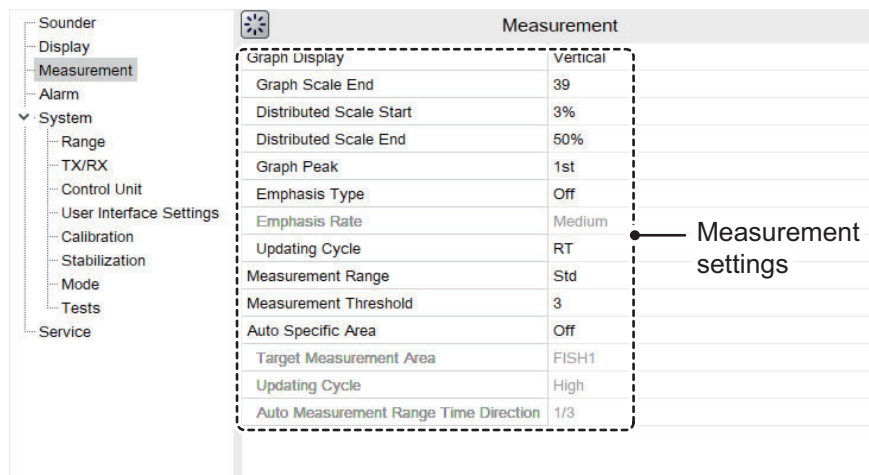 Sounder
Display
Measurement
Alarm
System
Range
TX/RX
Control Unit
User Interface Settings
Calibration
Stabilization
Mode
Tests
Service
Measurement
Graph Display Vertical
Graph Scale End 39
Distributed Scale Start 3%
Distributed Scale End 50%
Graph Peak 1st
Emphasis Type Off
Emphasis Rate Medium
Updating Cycle RT
Measurement Range Std
Measurement Threshold 3
Auto Specific Area Off
Target Measurement Area FISH1
Updating Cycle High
Auto Measurement Range Time Direction 1/3
Measurement
settings